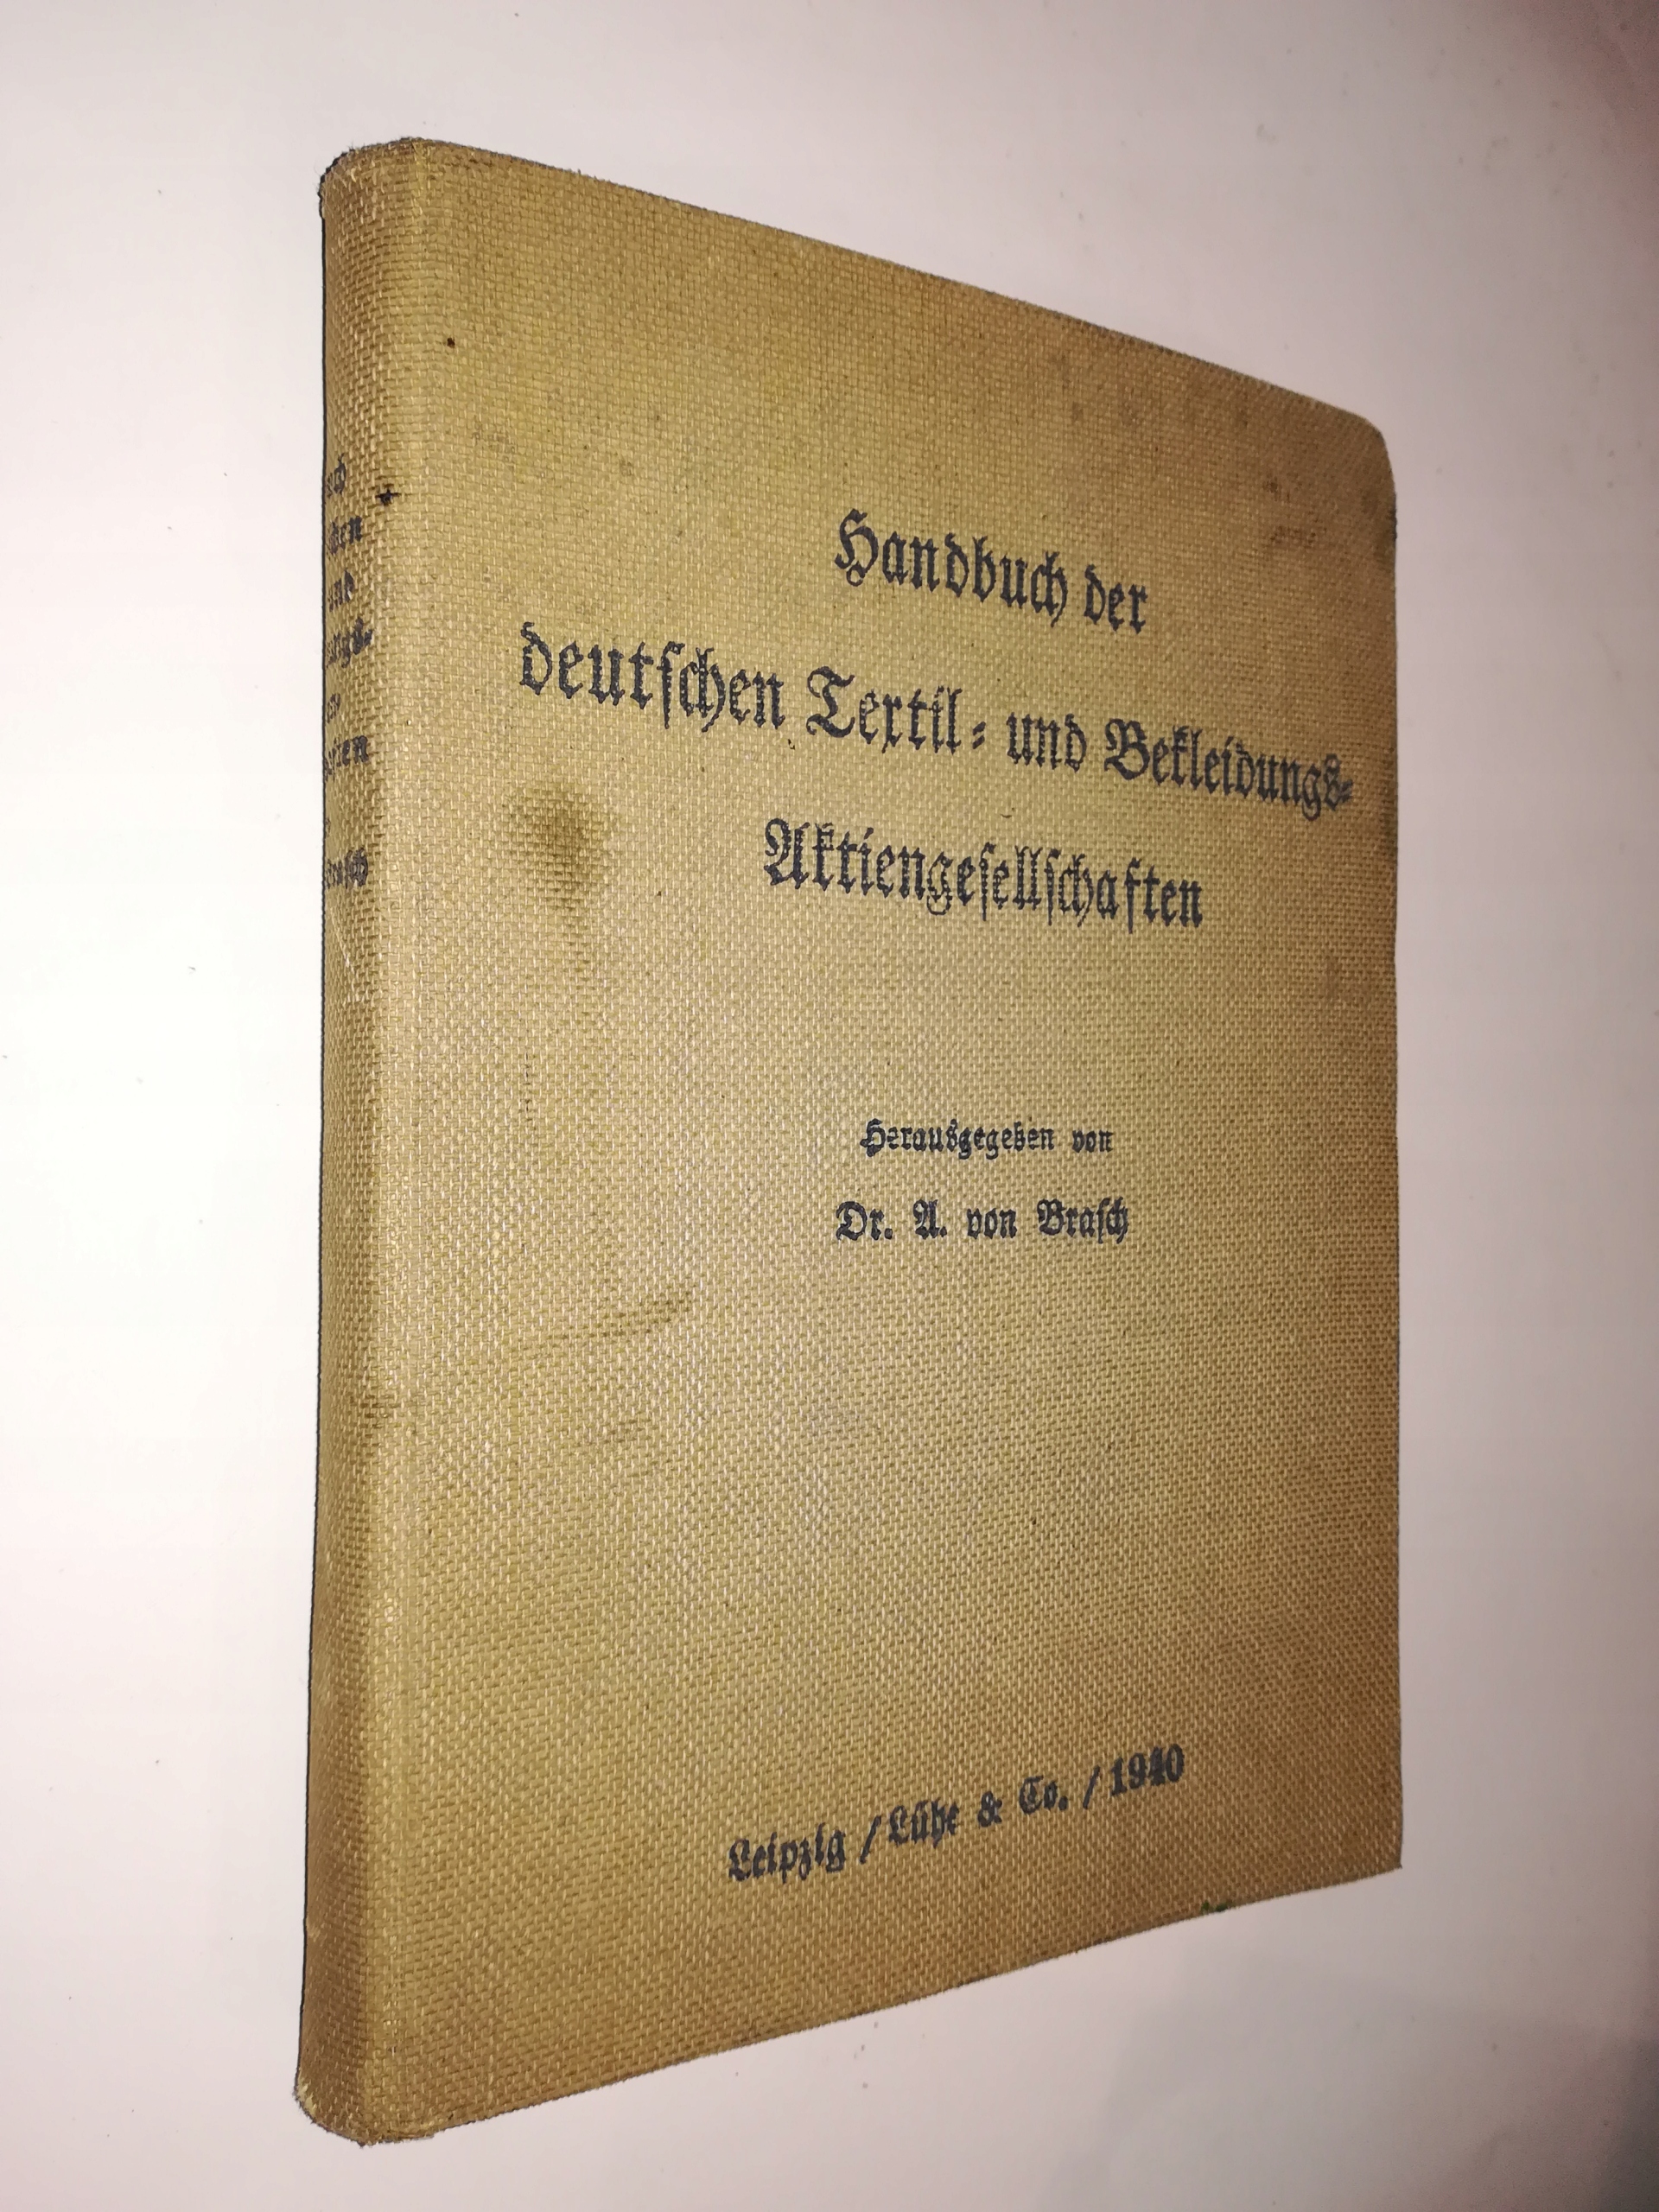 Handbuch der
deutschen Textil- und Bekleidungs-
Aktiengesellschaften
Herausgegeben von
Dr. A. von Brasch
Leipzig / Lühe & Co. / 1940